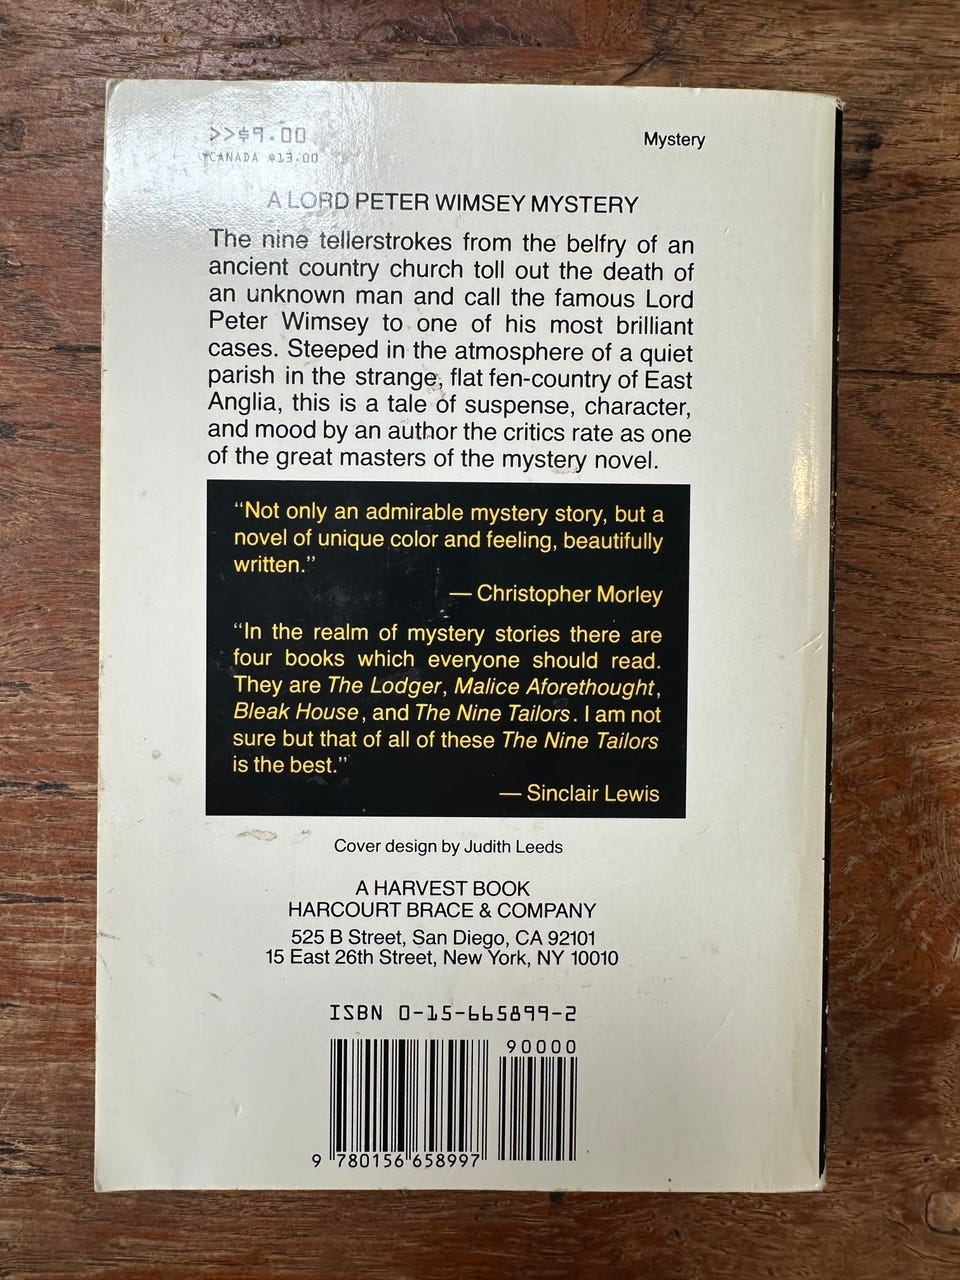 >>$9.00
CANADA $13.00
Mystery
A LORD PETER WIMSEY MYSTERY
The nine tellerstrokes from the belfry of an
ancient country church toll out the death of
an unknown man and call the famous Lord
Peter Wimsey to one of his most brilliant
cases. Steeped in the atmosphere of a quiet
parish in the strange, flat fen-country of East
Anglia, this is a tale of suspense, character,
and mood by an author the critics rate as one
of the great masters of the mystery novel.
“Not only an admirable mystery story, but a
novel of unique color and feeling, beautifully
written.”
— Christopher Morley
“In the realm of mystery stories there are
four books which everyone should read.
They are The Lodger, Malice Aforethought,
Bleak House, and The Nine Tailors. I am not
sure but that of all of these The Nine Tailors
is the best.”
— Sinclair Lewis
Cover design by Judith Leeds
A HARVEST BOOK
HARCOURT BRACE & COMPANY
525 B Street, San Diego, CA 92101
15 East 26th Street, New York, NY 10010
ISBN 0-15-665899-2
90000
9 780156 658997